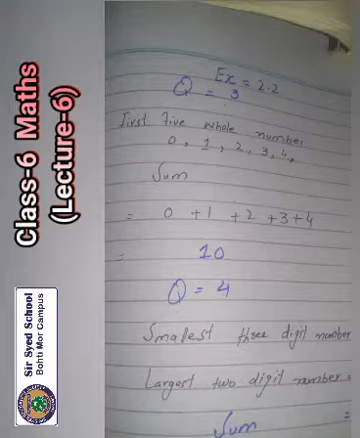 Class-6 Maths
(Lecture-6)
Sir Syed School
Bohti Mor Campus
Ex = 2.2
Q = 3
First five whole number
0, 1, 2, 3, 4,
Sum
= 0 + 1 + 2 + 3 + 4
= 10
Q = 4
Smallest three digit number
Largest two digit number =
Sum =